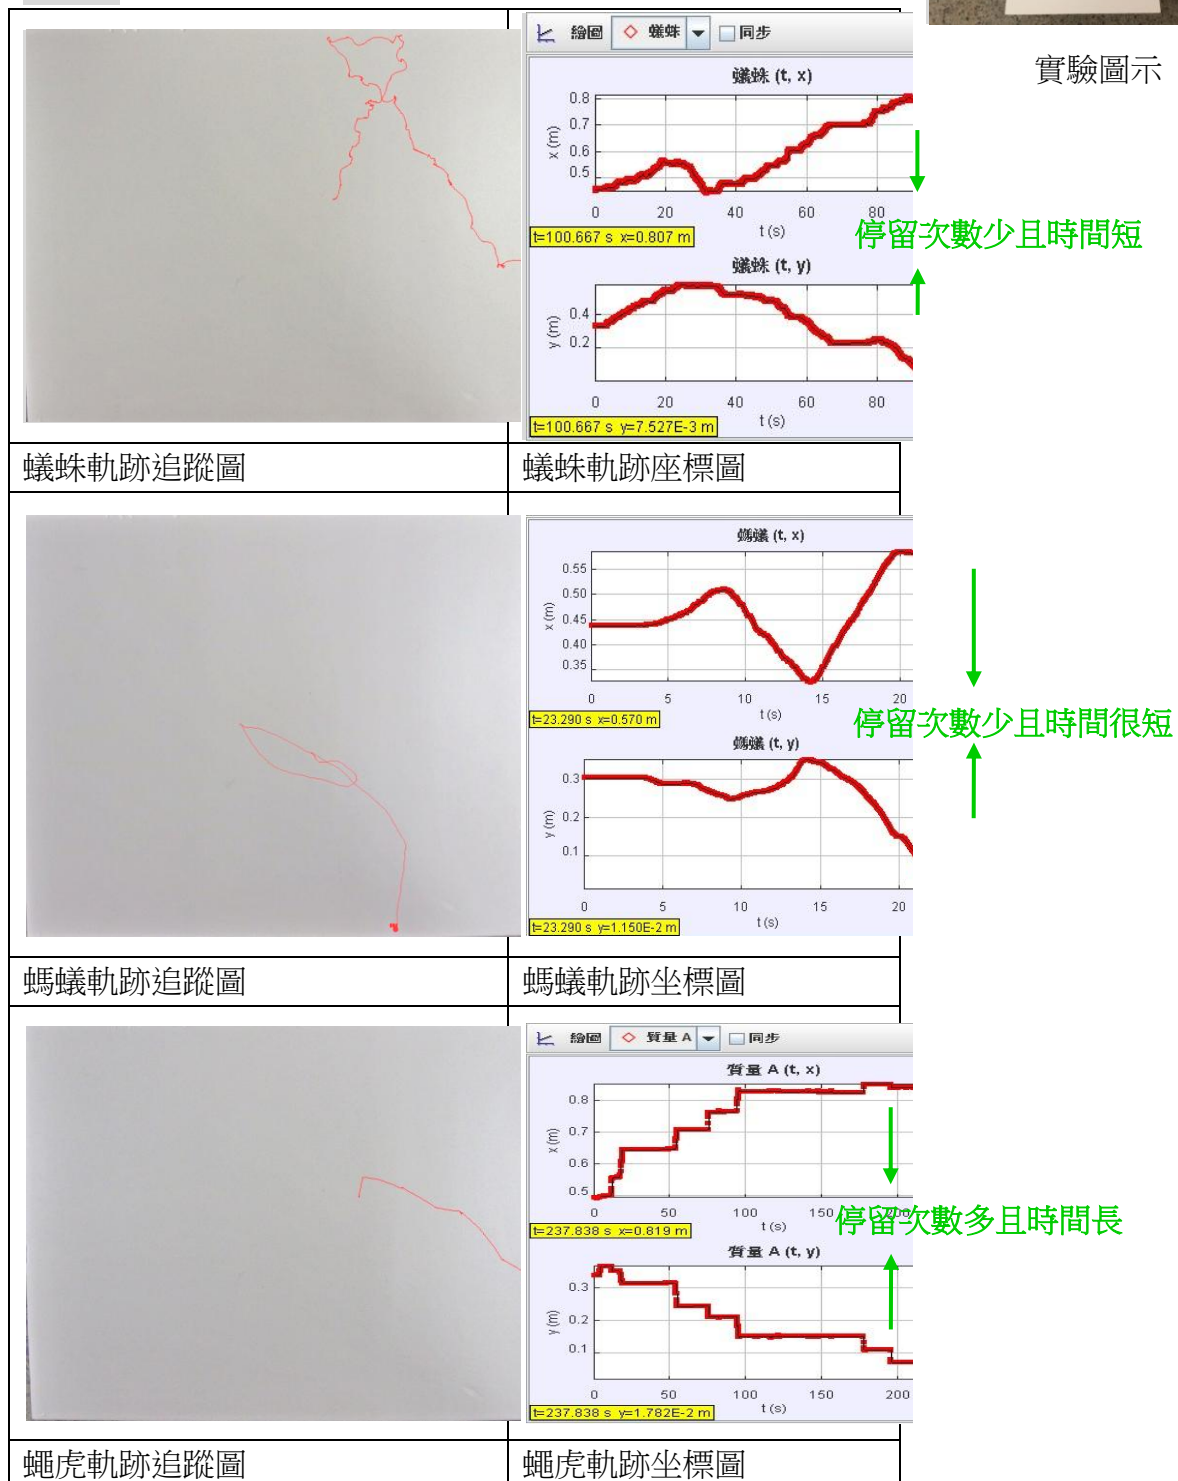 實驗圖示
繪圖 蟻蛛 同步
蟻蛛 (t, x)
0.8
0.7
0.6
0.5
x (m)
0 20 40 60 80
t (s)
t=100.667 s x=0.807 m
停留次數少且時間短
蟻蛛 (t, y)
0.4
0.2
y (m)
0 20 40 60 80
t (s)
t=100.667 s y=7.527E-3 m
蟻蛛軌跡追蹤圖
蟻蛛軌跡座標圖
螞蟻 (t, x)
0.55
0.50
0.45
0.40
0.35
x (m)
0 5 10 15 20
t (s)
t=23.290 s x=0.570 m
停留次數少且時間很短
螞蟻 (t, y)
0.3
0.2
0.1
y (m)
0 5 10 15 20
t (s)
t=23.290 s y=1.150E-2 m
螞蟻軌跡追蹤圖
螞蟻軌跡坐標圖
繪圖 質量 A 同步
質量 A (t, x)
0.8
0.7
0.6
0.5
x (m)
0 50 100 150 200
t (s)
t=237.838 s x=0.819 m
停留次數多且時間長
質量 A (t, y)
0.3
0.2
0.1
y (m)
0 50 100 150 200
t (s)
t=237.838 s y=1.782E-2 m
蠅虎軌跡追蹤圖
蠅虎軌跡坐標圖